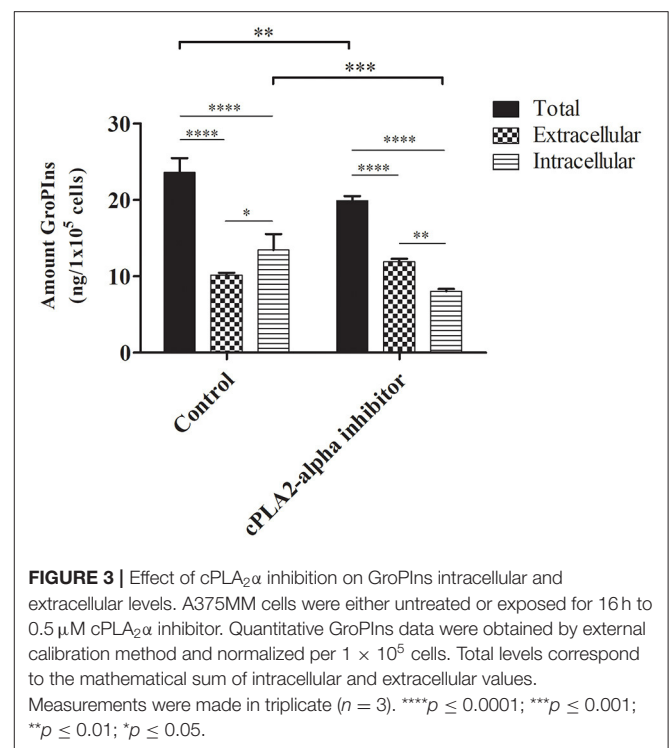 **
***
Total
Extracellular
Intracellular
Amount GroPIns
(ng/1x10⁵ cells)
30
20
10
0
****
****
*
****
****
**
Control
cPLA2-alpha inhibitor
FIGURE 3 | Effect of cPLA₂α inhibition on GroPIns intracellular and
extracellular levels. A375MM cells were either untreated or exposed for 16 h to
0.5 μM cPLA₂α inhibitor. Quantitative GroPIns data were obtained by external
calibration method and normalized per 1 × 10⁵ cells. Total levels correspond
to the mathematical sum of intracellular and extracellular values.
Measurements were made in triplicate (n = 3). ****p ≤ 0.0001; ***p ≤ 0.001;
**p ≤ 0.01; *p ≤ 0.05.